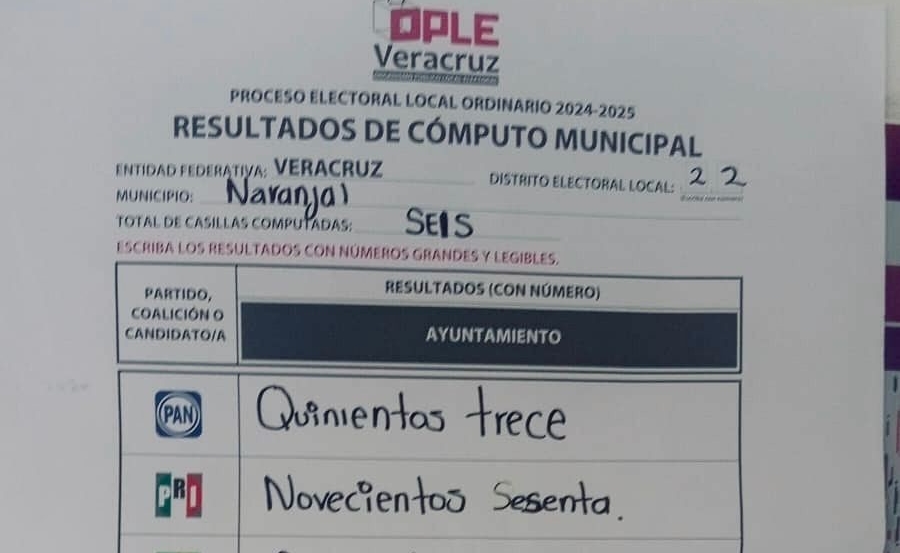 OPLE
Veracruz
PROCESO ELECTORAL LOCAL ORDINARIO 2024-2025
RESULTADOS DE CÓMPUTO MUNICIPAL
ENTIDAD FEDERATIVA: VERACRUZ
DISTRITO ELECTORAL LOCAL: 2 2
MUNICIPIO: Naranjal
TOTAL DE CASILLAS COMPUTADAS: SEIS
ESCRIBA LOS RESULTADOS CON NÚMEROS GRANDES Y LEGIBLES.
PARTIDO,
COALICIÓN O
CANDIDATO/A
RESULTADOS (CON NÚMERO)
AYUNTAMIENTO
PAN
Quinientos trece
PRI
Novecientos Sesenta.